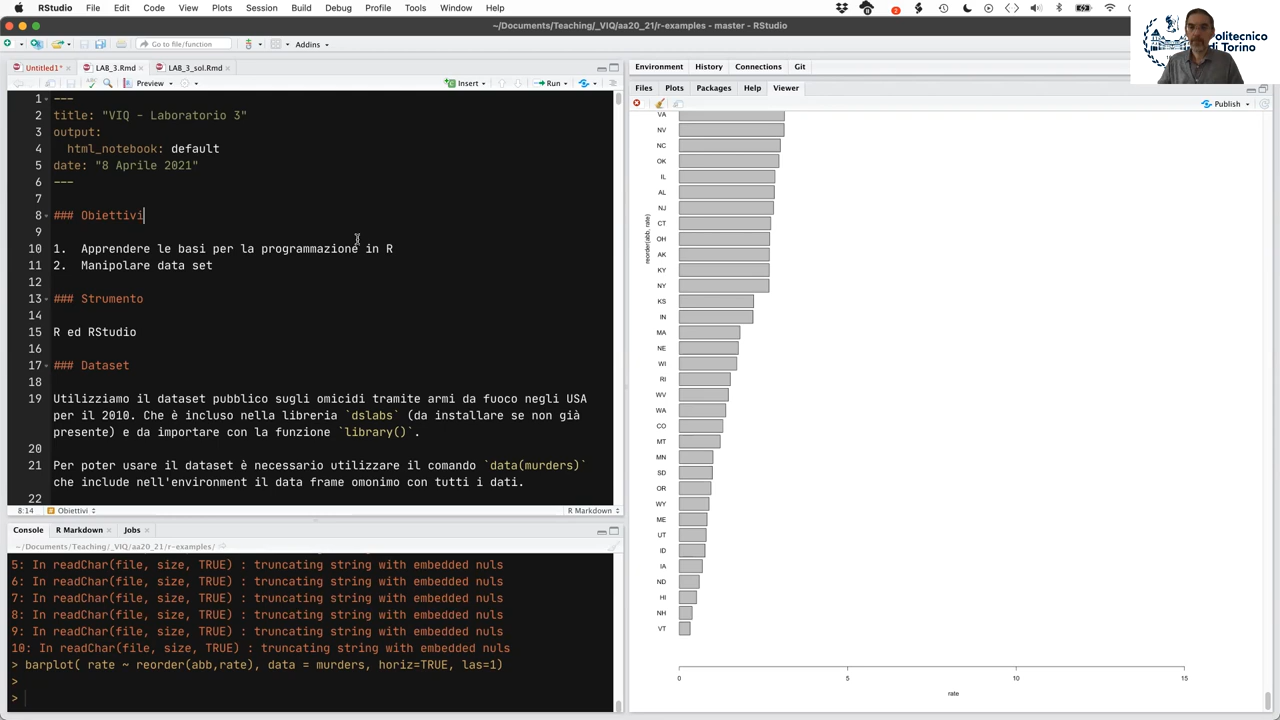 RStudio File Edit Code View Plots Session Build Debug Profile Tools Window Help
~/Documents/Teaching/_VIQ/aa20_21/r-examples - master - RStudio
Go to file/function Addins
Politecnico
di Torino
Untitled1* LAB_3.Rmd LAB_3_sol.Rmd
Preview Insert Run
1 ---
2 title: "VIQ - Laboratorio 3"
3 output:
4 html_notebook: default
5 date: "8 Aprile 2021"
6 ---
7
8 ### Obiettivi
9
10 1. Apprendere le basi per la programmazione in R
11 2. Manipolare data set
12
13 ### Strumento
14
15 R ed RStudio
16
17 ### Dataset
18
19 Utilizziamo il dataset pubblico sugli omicidi tramite armi da fuoco negli USA
per il 2010. Che è incluso nella libreria `dslabs` (da installare se non già
presente) e da importare con la funzione `library()`.
20
21 Per poter usare il dataset è necessario utilizzare il comando `data(murders)`
che include nell'environment il data frame omonimo con tutti i dati.
22
8:14 Obiettivi R Markdown
Console R Markdown Jobs
~/Documents/Teaching/_VIQ/aa20_21/r-examples/
5: In readChar(file, size, TRUE) : truncating string with embedded nuls
6: In readChar(file, size, TRUE) : truncating string with embedded nuls
7: In readChar(file, size, TRUE) : truncating string with embedded nuls
8: In readChar(file, size, TRUE) : truncating string with embedded nuls
9: In readChar(file, size, TRUE) : truncating string with embedded nuls
10: In readChar(file, size, TRUE) : truncating string with embedded nuls
> barplot( rate ~ reorder(abb,rate), data = murders, horiz=TRUE, las=1)
>
>
Environment History Connections Git
Files Plots Packages Help Viewer
Publish
VA
NV
NC
OK
IL
AL
NJ
CT
OH
AK
KY
NY
KS
IN
MA
NE
WI
RI
WV
WA
CO
MT
MN
SD
OR
WY
ME
UT
ID
IA
ND
HI
NH
VT
reorder(abb, rate)
0 5 10 15
rate